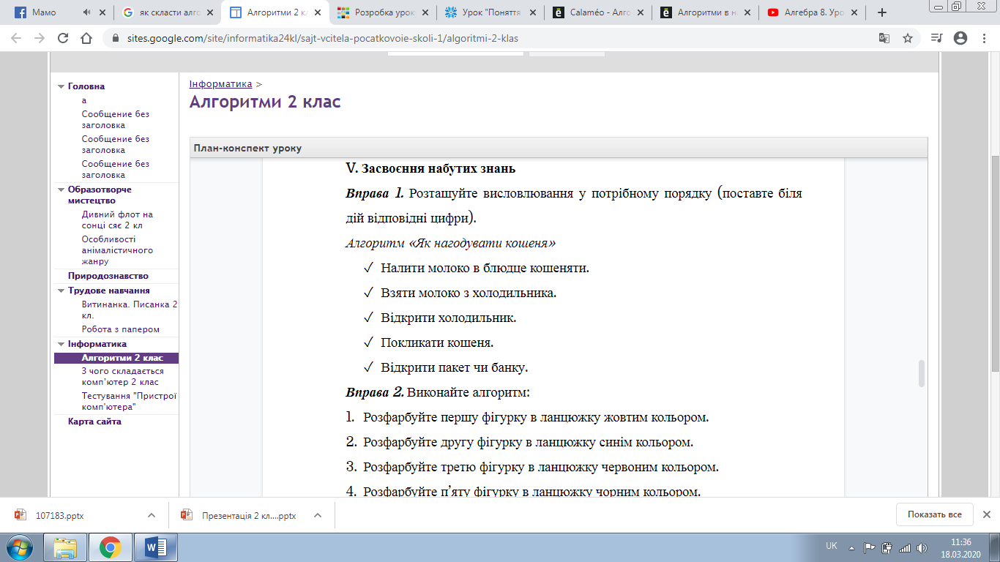 Мамо
як скласти алго
Алгоритми 2 кл
Розробка уроку
Урок "Поняття
Calaméo - Алго
Алгоритми в на
Алгебра 8. Уро
sites.google.com/site/informatika24kl/sajt-vcitela-pocatkovoie-skoli-1/algoritmi-2-klas
Головна
а
Сообщение без
заголовка
Сообщение без
заголовка
Сообщение без
заголовка
Образотворче
мистецтво
Дивний флот на
сонці сяє 2 кл
Особливості
анімалістичного
жанру
Природознавство
Трудове навчання
Витинанка. Писанка 2
кл.
Робота з папером
Інформатика
Алгоритми 2 клас
З чого складається
комп'ютер 2 клас
Тестування "Пристрої
комп'ютера"
Карта сайта
Інформатика >
Алгоритми 2 клас
План-конспект уроку
V. Засвоєння набутих знань
Вправа 1. Розташуйте висловлювання у потрібному порядку (поставте біля
дій відповідні цифри).
Алгоритм «Як нагодувати кошеня»
✓ Налити молоко в блюдце кошеняти.
✓ Взяти молоко з холодильника.
✓ Відкрити холодильник.
✓ Покликати кошеня.
✓ Відкрити пакет чи банку.
Вправа 2. Виконайте алгоритм:
1. Розфарбуйте першу фігурку в ланцюжку жовтим кольором.
2. Розфарбуйте другу фігурку в ланцюжку синім кольором.
3. Розфарбуйте третю фігурку в ланцюжку червоним кольором.
4. Розфарбуйте п'яту фігурку в ланцюжку чорним кольором.
107183.pptx
Презентація 2 кл....pptx
Показать все
UK
11:36
18.03.2020